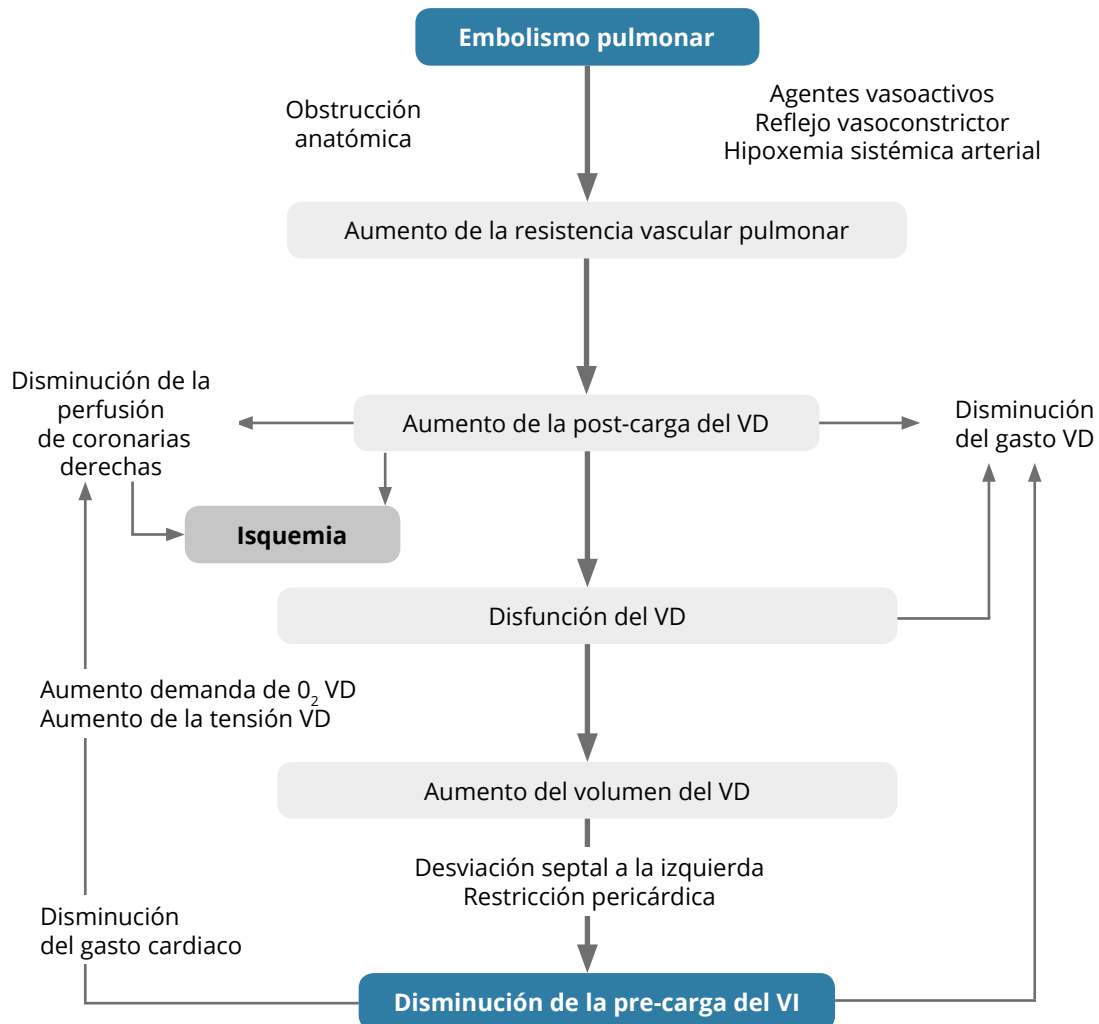 Embolismo pulmonar
Obstrucción
anatómica
Agentes vasoactivos
Reflejo vasoconstrictor
Hipoxemia sistémica arterial
Aumento de la resistencia vascular pulmonar
Disminución de la
perfusión
de coronarias
derechas
Aumento de la post-carga del VD
Disminución
del gasto VD
Isquemia
Disfunción del VD
Aumento demanda de 0₂ VD
Aumento de la tensión VD
Aumento del volumen del VD
Desviación septal a la izquierda
Restricción pericárdica
Disminución
del gasto cardiaco
Disminución de la pre-carga del VI